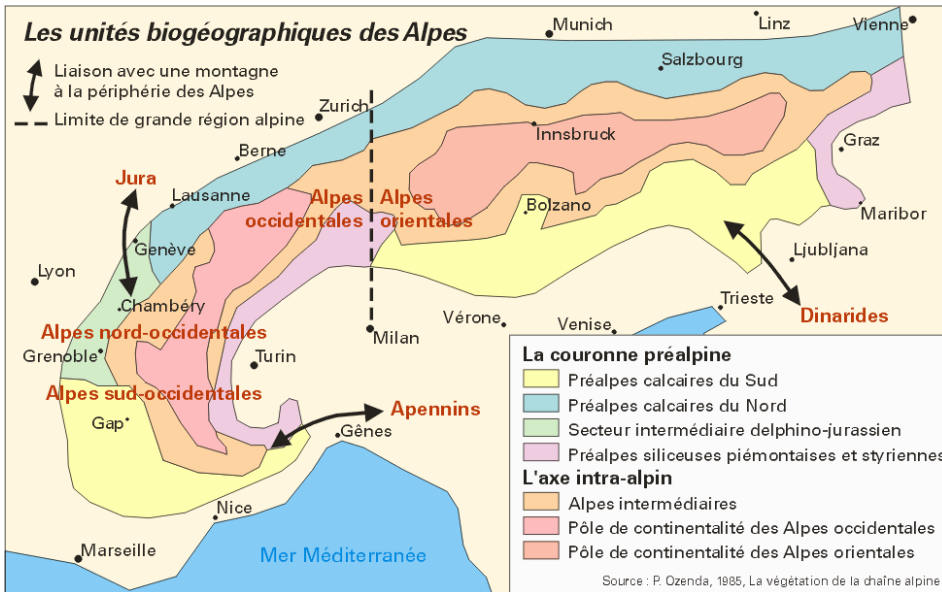 Les unités biogéographiques des Alpes
Liaison avec une montagne
à la périphérie des Alpes
Limite de grande région alpine
Munich
Linz
Vienne
Salzbourg
Zurich
Innsbruck
Graz
Berne
Jura
Lausanne
Alpes
occidentales
Alpes
orientales
Bolzano
Maribor
Genève
Ljubljana
Lyon
Chambéry
Trieste
Dinarides
Alpes nord-occidentales
Milan
Vérone
Venise
Grenoble
Turin
Alpes sud-occidentales
Gap
Apennins
Gênes
Nice
Marseille
Mer Méditerranée
La couronne préalpine
Préalpes calcaires du Sud
Préalpes calcaires du Nord
Secteur intermédiaire delphino-jurassien
Préalpes siliceuses piémontaises et styriennes
L'axe intra-alpin
Alpes intermédiaires
Pôle de continentalité des Alpes occidentales
Pôle de continentalité des Alpes orientales
Source : P. Ozenda, 1985, La végétation de la chaîne alpine